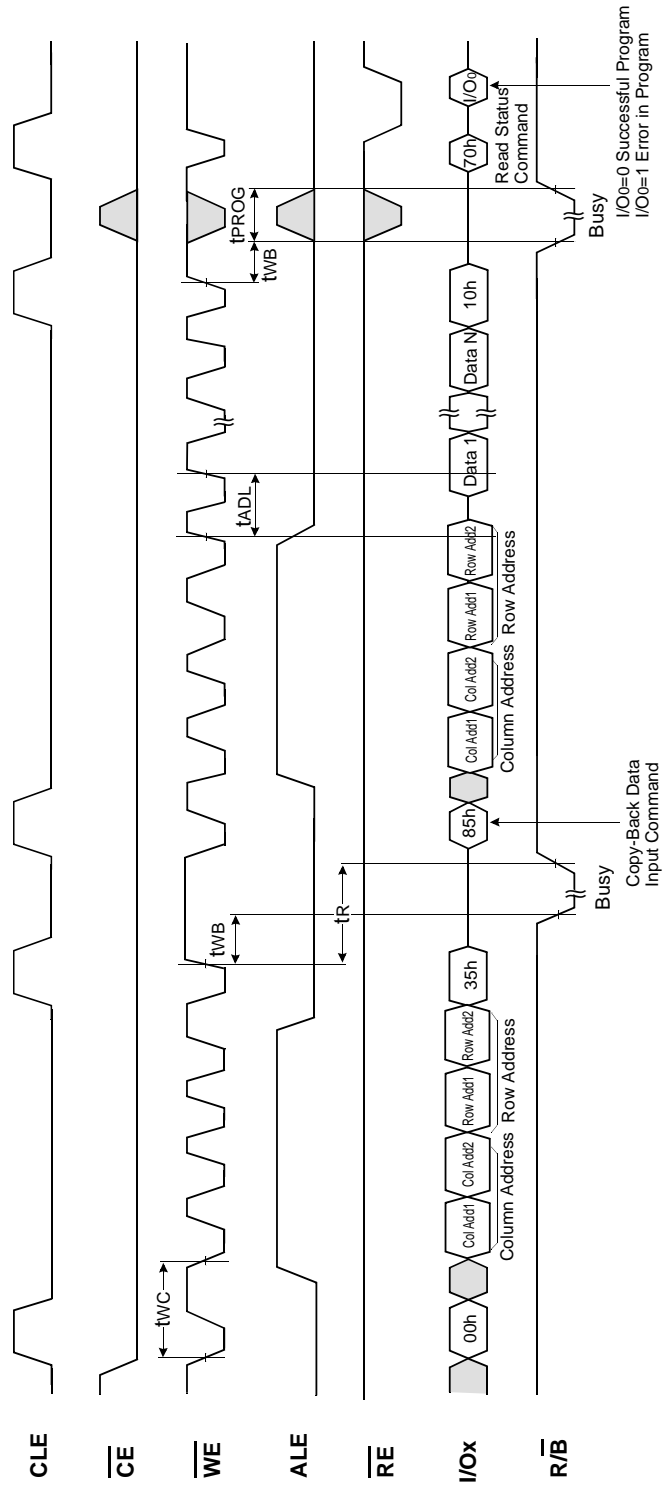 CLE
CE
WE
ALE
RE
I/Ox
R/B
tWC
tWB
tR
tADL
tWB
tPROG
00h
Col Add1
Col Add2
Row Add1
Row Add2
35h
85h
Col Add1
Col Add2
Row Add1
Row Add2
Data 1
Data N
10h
70h
I/O0
Column Address
Row Address
Column Address
Row Address
Read Status
Command
Busy
Busy
Copy-Back Data
Input Command
I/O0=0 Successful Program
I/O0=1 Error in Program